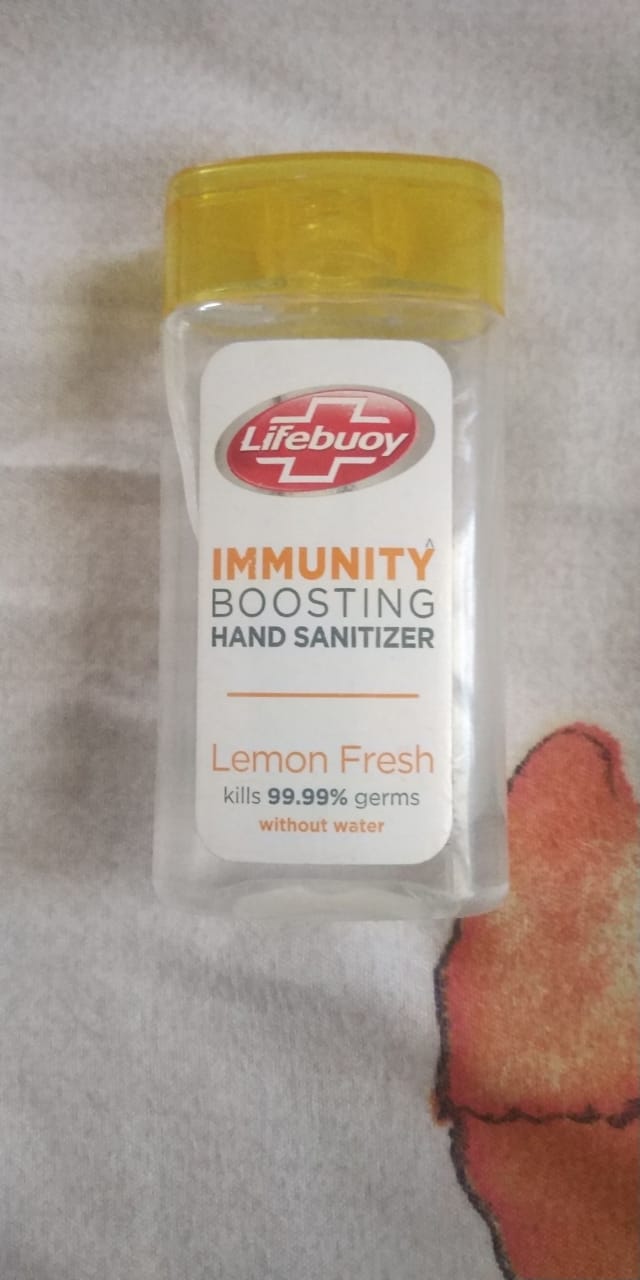 Lifebuoy
IMMUNITY^
BOOSTING
HAND SANITIZER
Lemon Fresh
kills 99.99% germs
without water